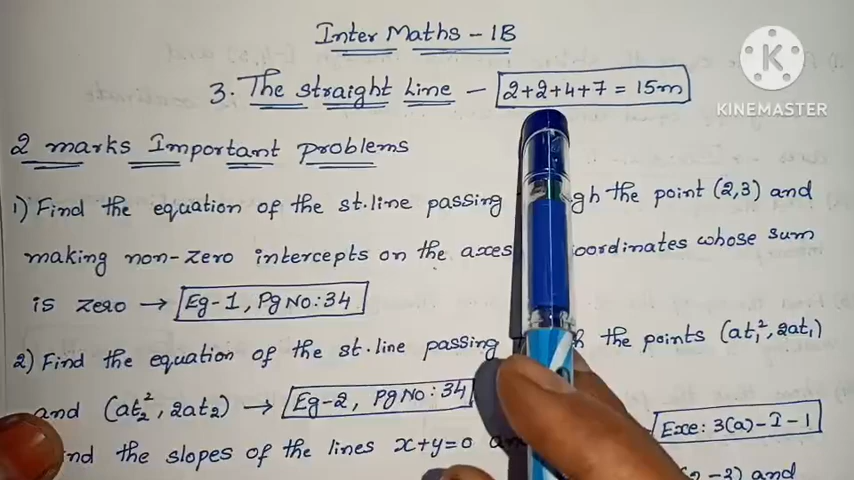 Inter Maths - 1B
3. The straight Line - 2+2+4+7 = 15m
KINEMASTER
2 marks Important problems
1) Find the equation of the st.line passing the point (2,3) and
making non-zero intercepts on the axes whose sum
is zero → Eg-1, Pg No: 34
2) Find the equation of the st.line passing the points (at₁², 2at₁)
and (at₂², 2at₂) → Eg-2, Pg No: 34
the slopes of the lines x+y=0 Exe: 3(a)-I-1
and